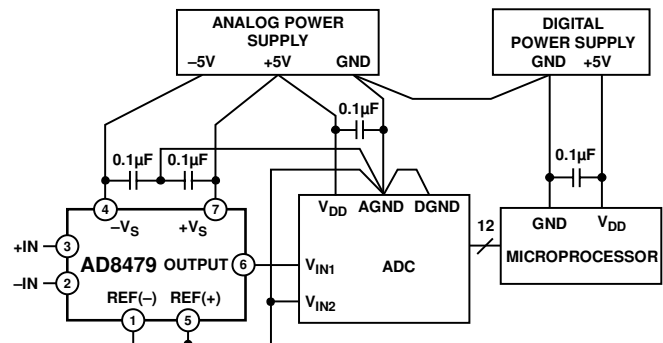 ANALOG POWER
SUPPLY
–5V +5V GND
DIGITAL
POWER SUPPLY
GND +5V
0.1µF
0.1µF 0.1µF
0.1µF
4 7
–VS +VS
VDD AGND DGND
GND VDD
12
+IN 3
–IN 2
AD8479 OUTPUT 6
VIN1
ADC
MICROPROCESSOR
REF(–) REF(+)
VIN2
1 5